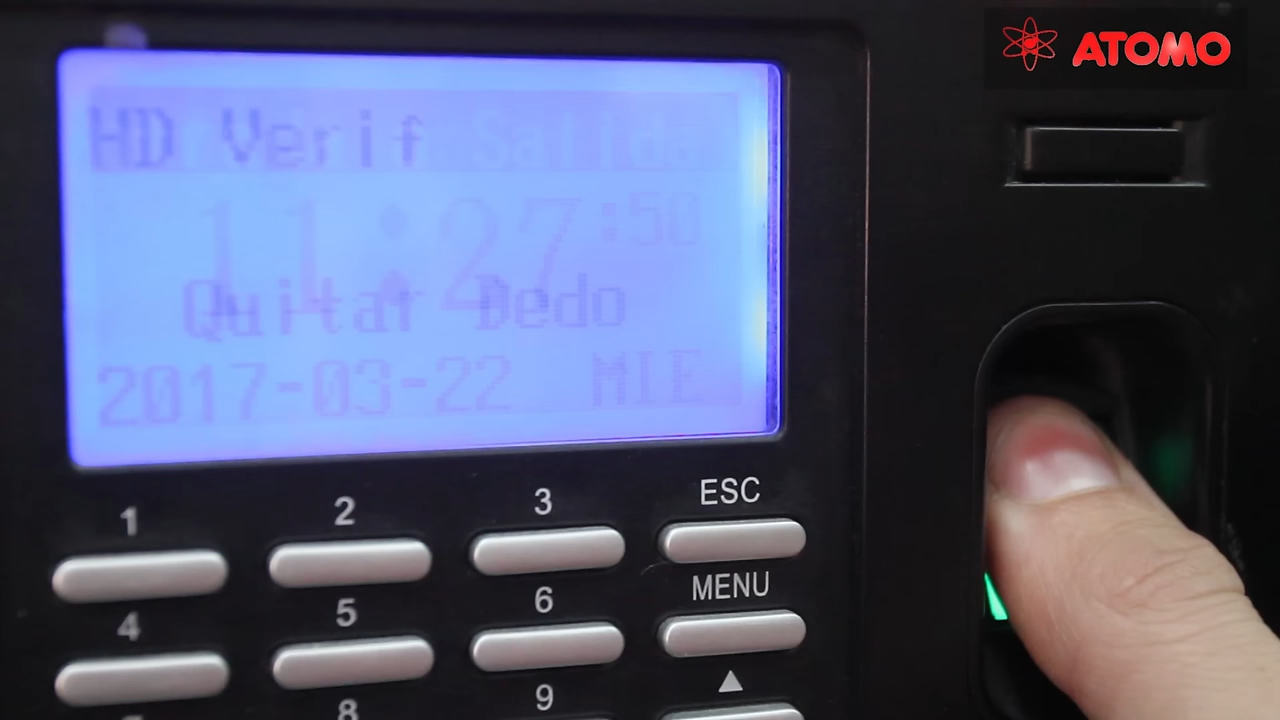 ATOMO
HD Verif Salida
11:27:50
Quitar Dedo
2017-03-22 MIE
1 2 3 ESC
MENU
4 5 6
8 9